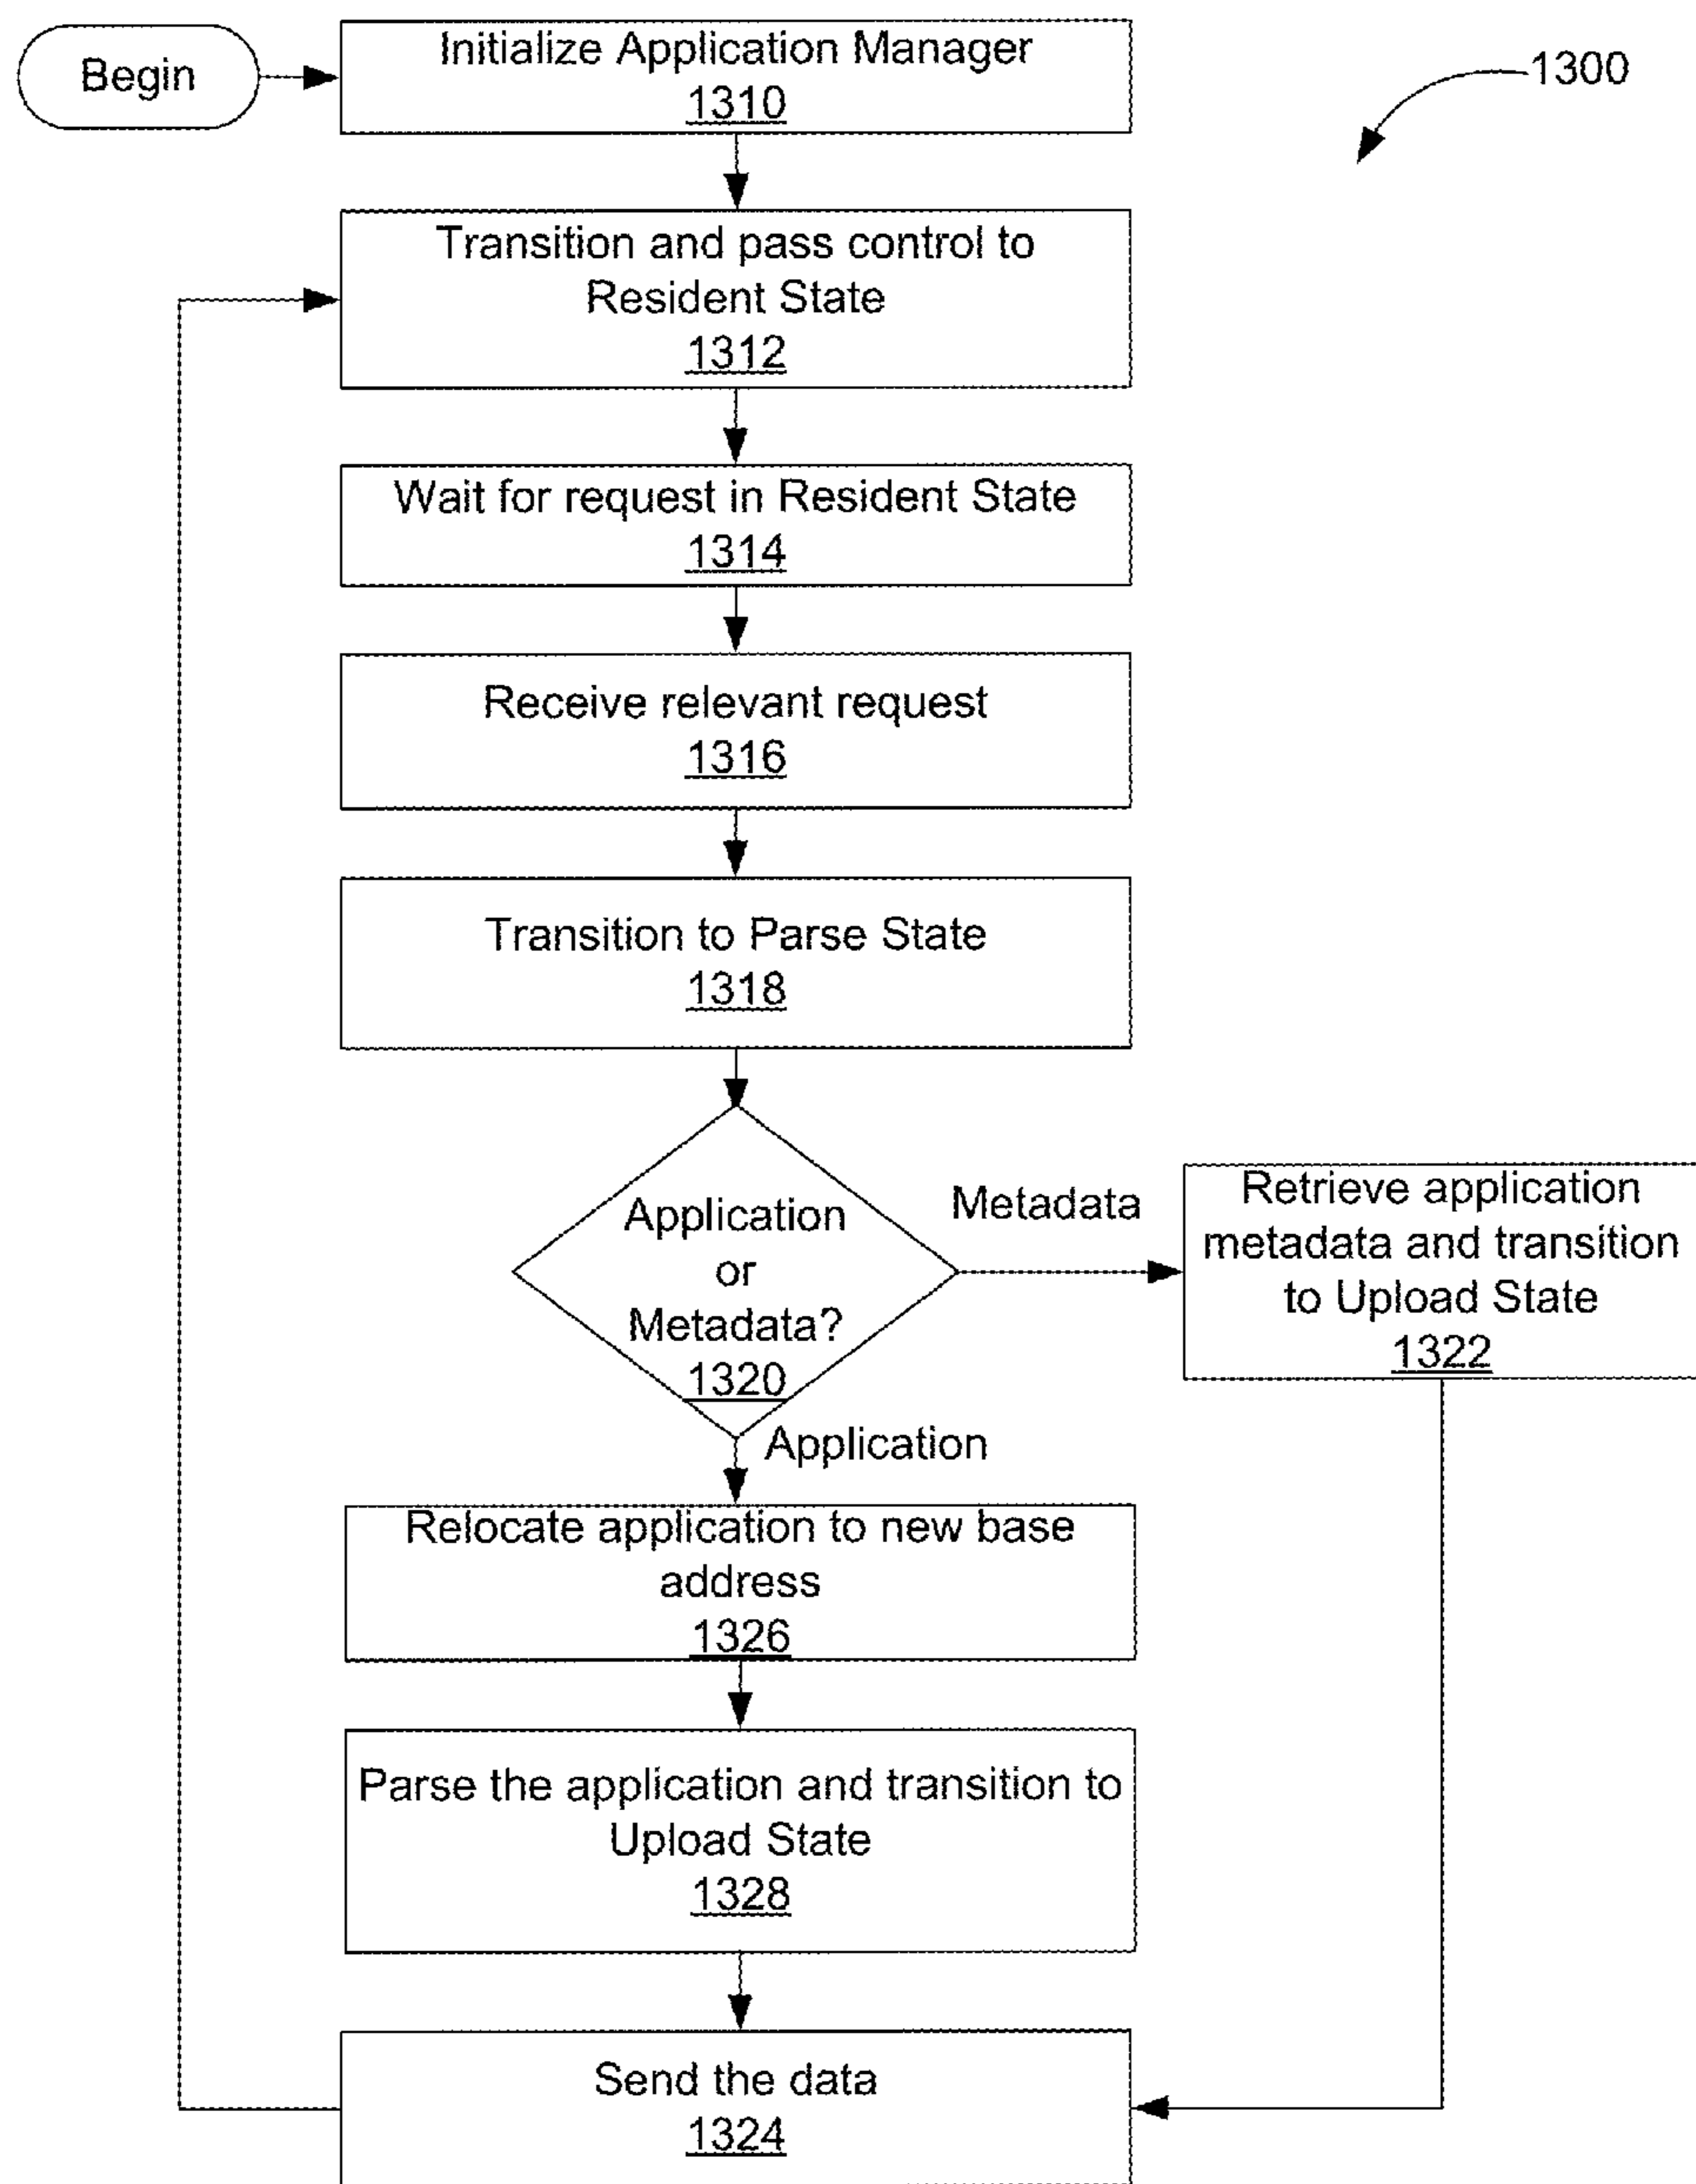 Begin
Initialize Application Manager
1310
1300
Transition and pass control to
Resident State
1312
Wait for request in Resident State
1314
Receive relevant request
1316
Transition to Parse State
1318
Application
or
Metadata?
1320
Metadata
Retrieve application
metadata and transition
to Upload State
1322
Application
Relocate application to new base
address
1326
Parse the application and transition to
Upload State
1328
Send the data
1324